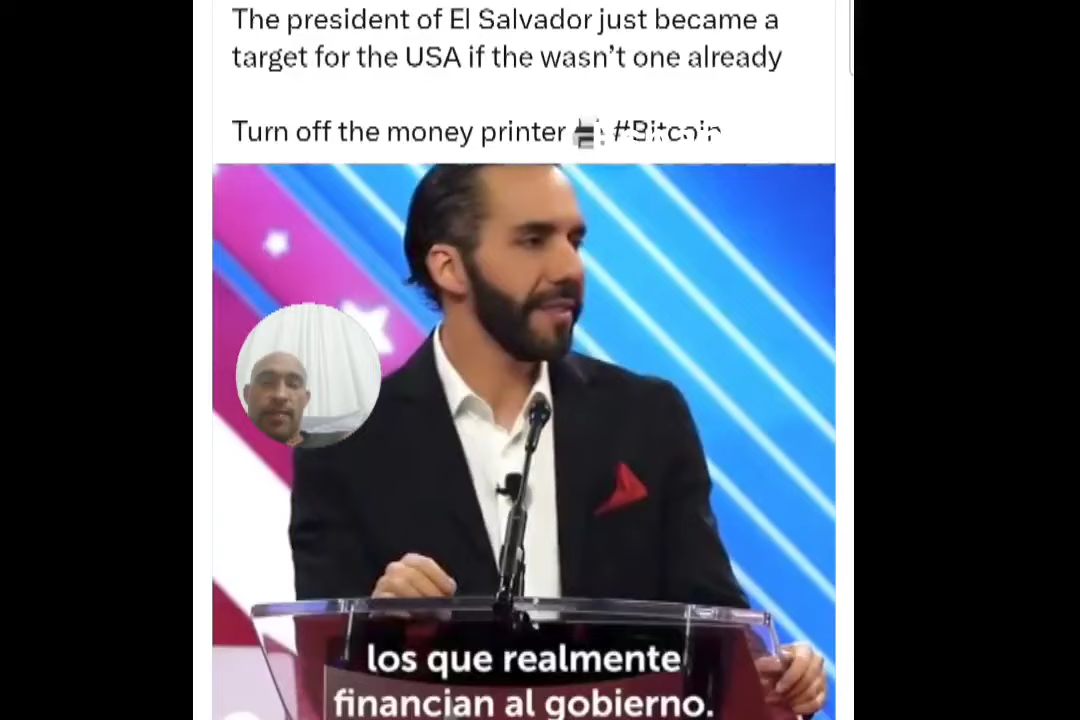 The president of El Salvador just became a
target for the USA if the wasn't one already
Turn off the money printer #Bitcoin
los que realmente
financian al gobierno.